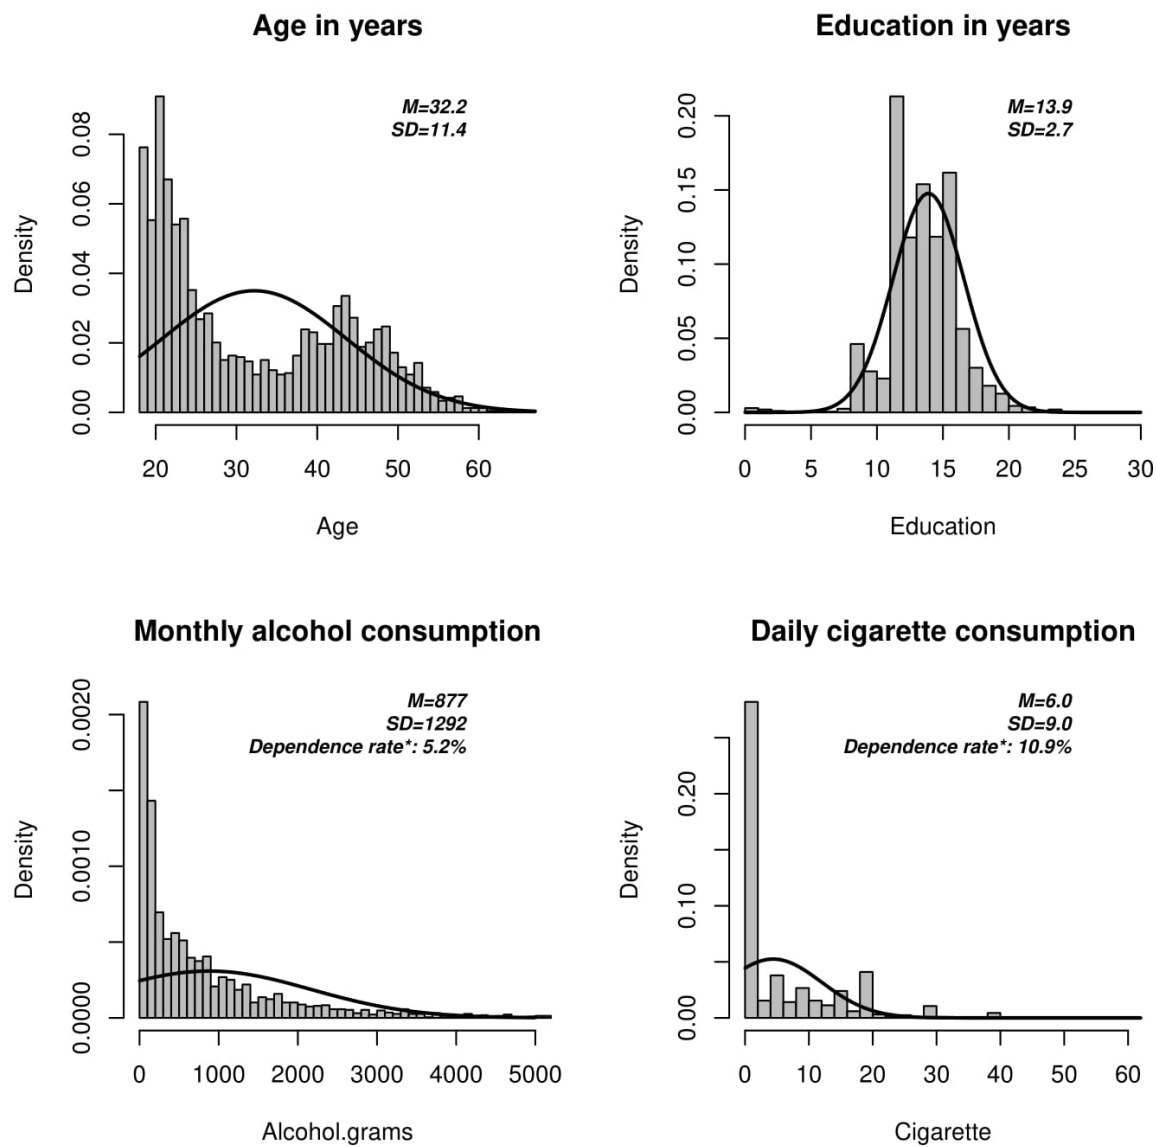 Age in years
M=32.2
SD=11.4
Density
0.00 0.02 0.04 0.06 0.08
20 30 40 50 60
Age
Education in years
M=13.9
SD=2.7
Density
0.00 0.05 0.10 0.15 0.20
0 5 10 15 20 25 30
Education
Monthly alcohol consumption
M=877
SD=1292
Dependence rate*: 5.2%
Density
0.0000 0.0010 0.0020
0 1000 2000 3000 4000 5000
Alcohol.grams
Daily cigarette consumption
M=6.0
SD=9.0
Dependence rate*: 10.9%
Density
0.00 0.10 0.20
0 10 20 30 40 50 60
Cigarette